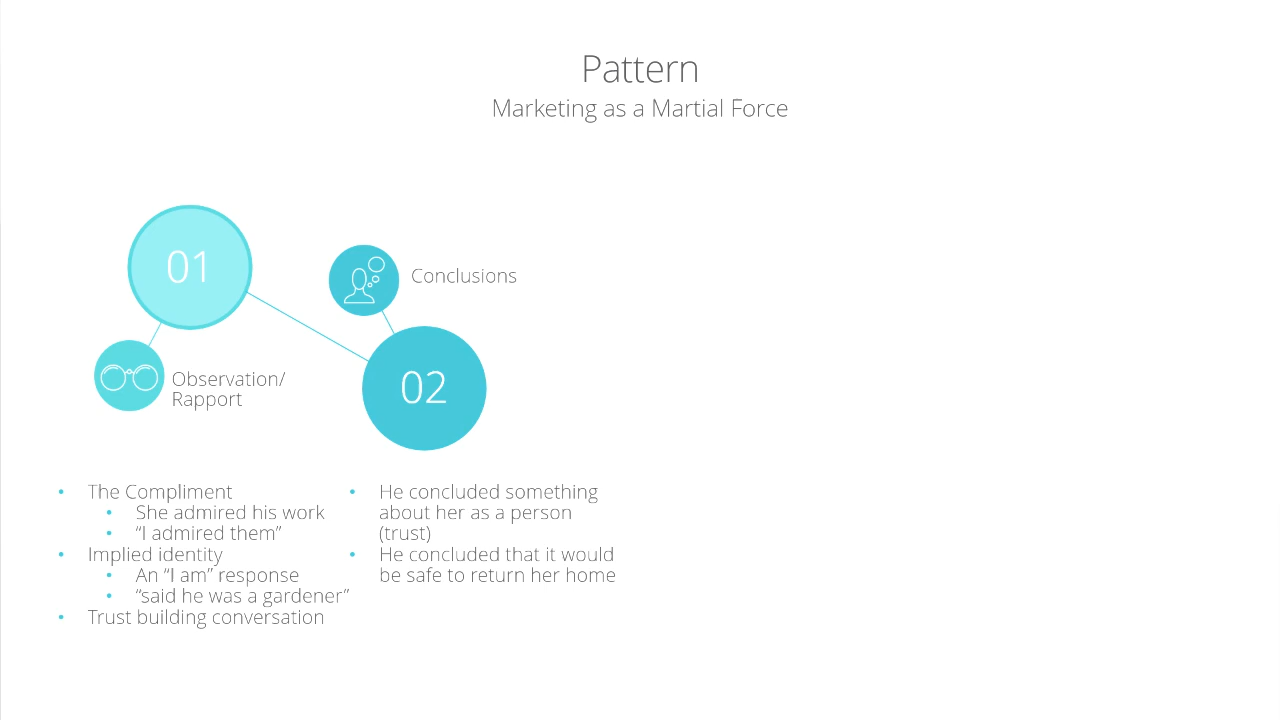 Pattern
Marketing as a Martial Force
01
Conclusions
Observation/
Rapport
02
• The Compliment
• She admired his work
• “I admired them”
• Implied identity
• An “I am” response
• “said he was a gardener”
• Trust building conversation
• He concluded something
about her as a person
(trust)
• He concluded that it would
be safe to return her home